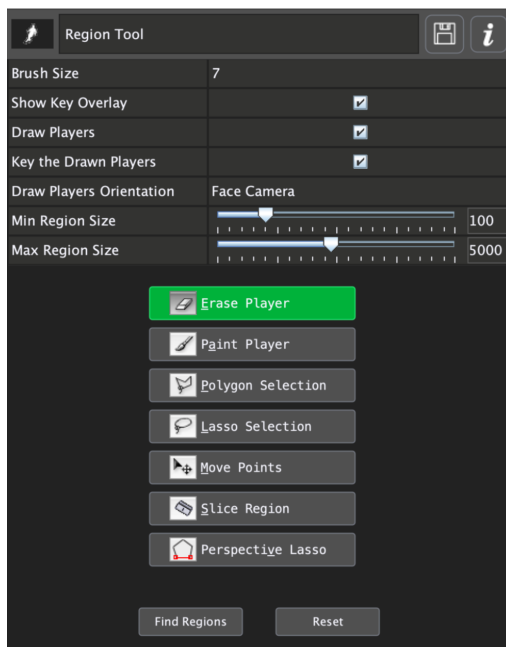 Region Tool
Brush Size 7
Show Key Overlay
Draw Players
Key the Drawn Players
Draw Players Orientation Face Camera
Min Region Size 100
Max Region Size 5000
Erase Player
Paint Player
Polygon Selection
Lasso Selection
Move Points
Slice Region
Perspective Lasso
Find Regions Reset